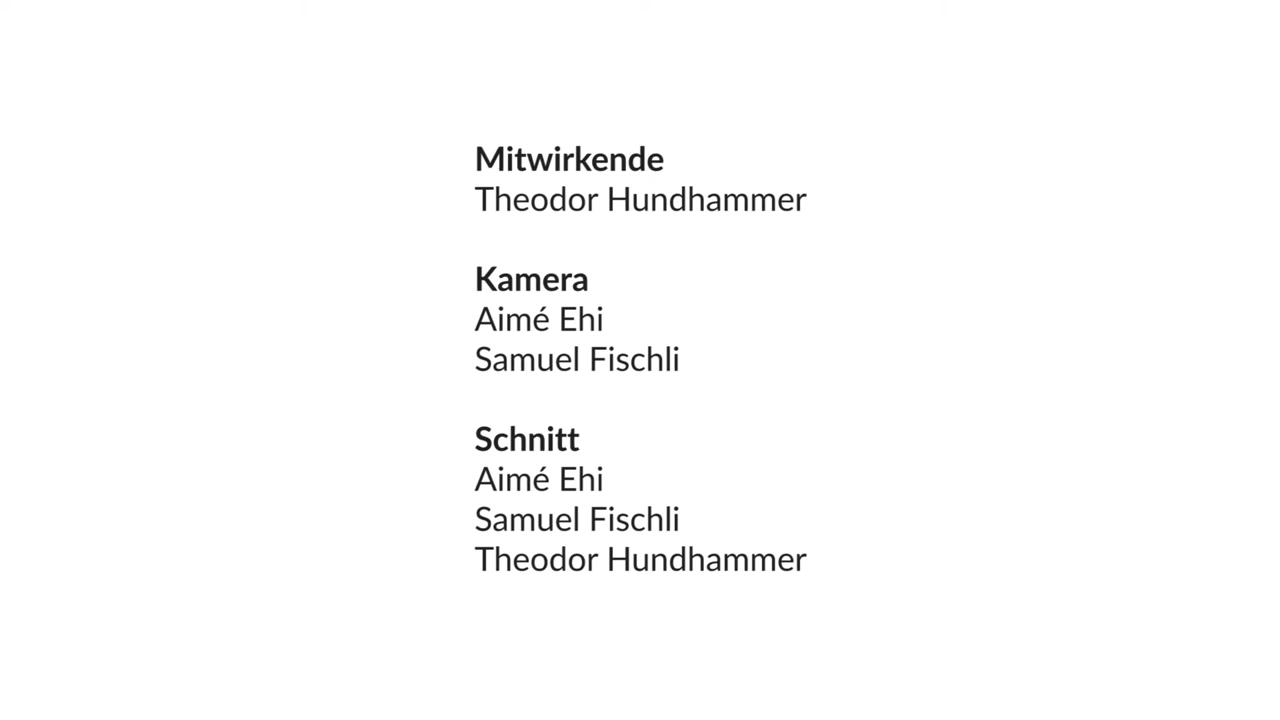 Mitwirkende
Theodor Hundhammer
Kamera
Aimé Ehi
Samuel Fischli
Schnitt
Aimé Ehi
Samuel Fischli
Theodor Hundhammer